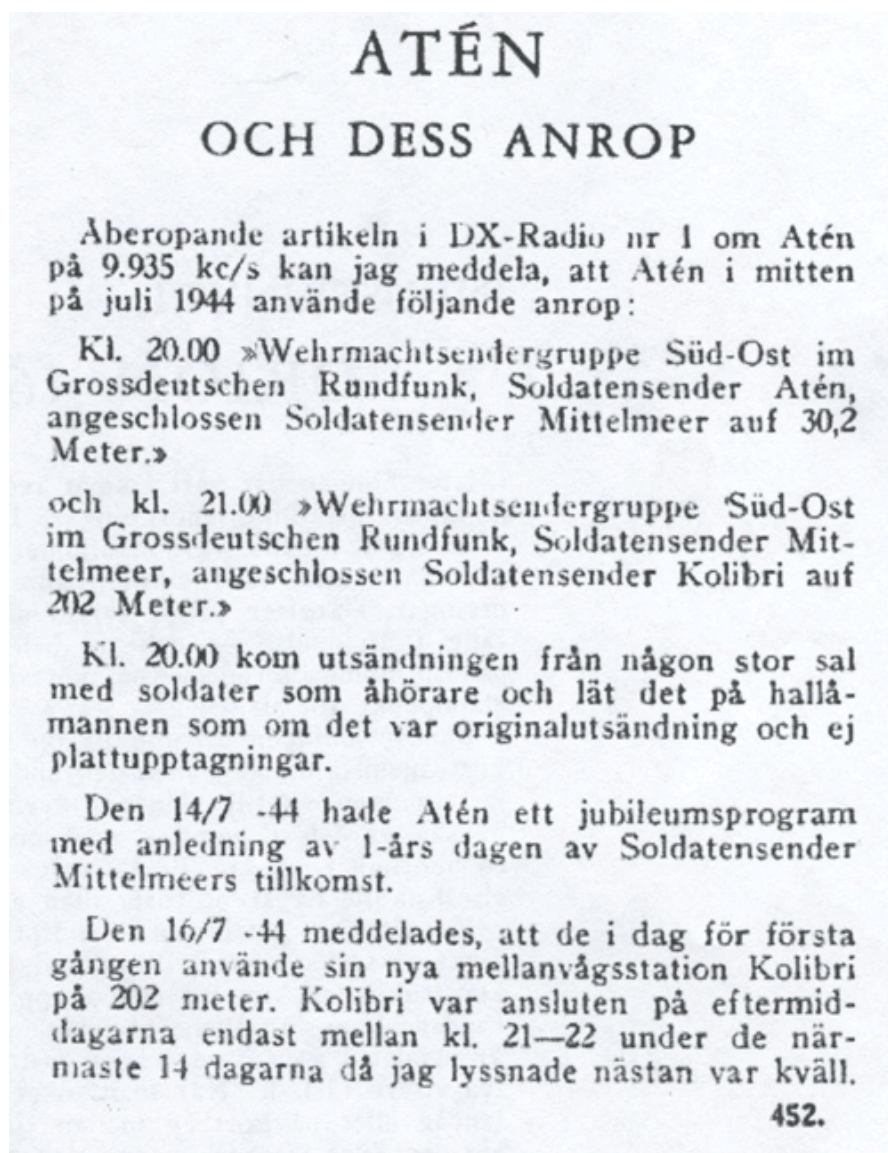 ATÉN
OCH DESS ANROP
Åberopande artikeln i DX-Radio nr 1 om Atén
på 9.935 kc/s kan jag meddela, att Atén i mitten
på juli 1944 använde följande anrop:
Kl. 20.00 »Wehrmachtsendergruppe Süd-Ost im
Grossdeutschen Rundfunk, Soldatensender Atén,
angeschlossen Soldatensender Mittelmeer auf 30,2
Meter.»
och kl. 21.00 »Wehrmachtsendergruppe Süd-Ost
im Grossdeutschen Rundfunk, Soldatensender Mit-
telmeer, angeschlossen Soldatensender Kolibri auf
202 Meter.»
Kl. 20.00 kom utsändningen från någon stor sal
med soldater som åhörare och lät det på hallå-
mannen som om det var originalutsändning och ej
plattupptagningar.
Den 14/7 -44 hade Atén ett jubileumsprogram
med anledning av 1-års dagen av Soldatensender
Mittelmeers tillkomst.
Den 16/7 -44 meddelades, att de i dag för första
gången använde sin nya mellanvågsstation Kolibri
på 202 meter. Kolibri var ansluten på eftermid-
dagarna endast mellan kl. 21—22 under de när-
maste 14 dagarna då jag lyssnade nästan var kväll.
452.